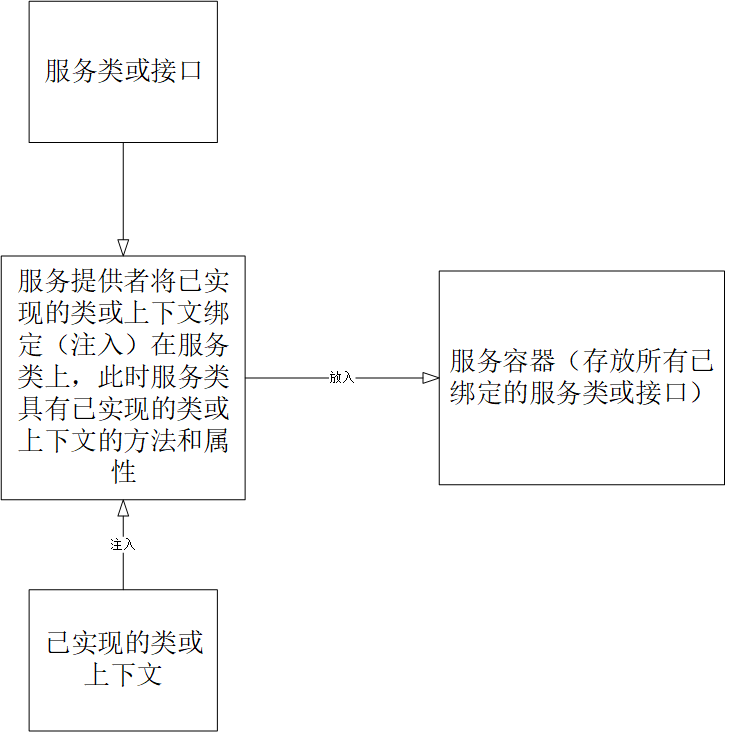 服务类或接口
服务提供者将已实
现的类或上下文绑
定（注入）在服务
类上，此时服务类
具有已实现的类或
上下文的方法和属
性
放入
服务容器（存放所有已
绑定的服务类或接口）
注入
已实现的类或
上下文